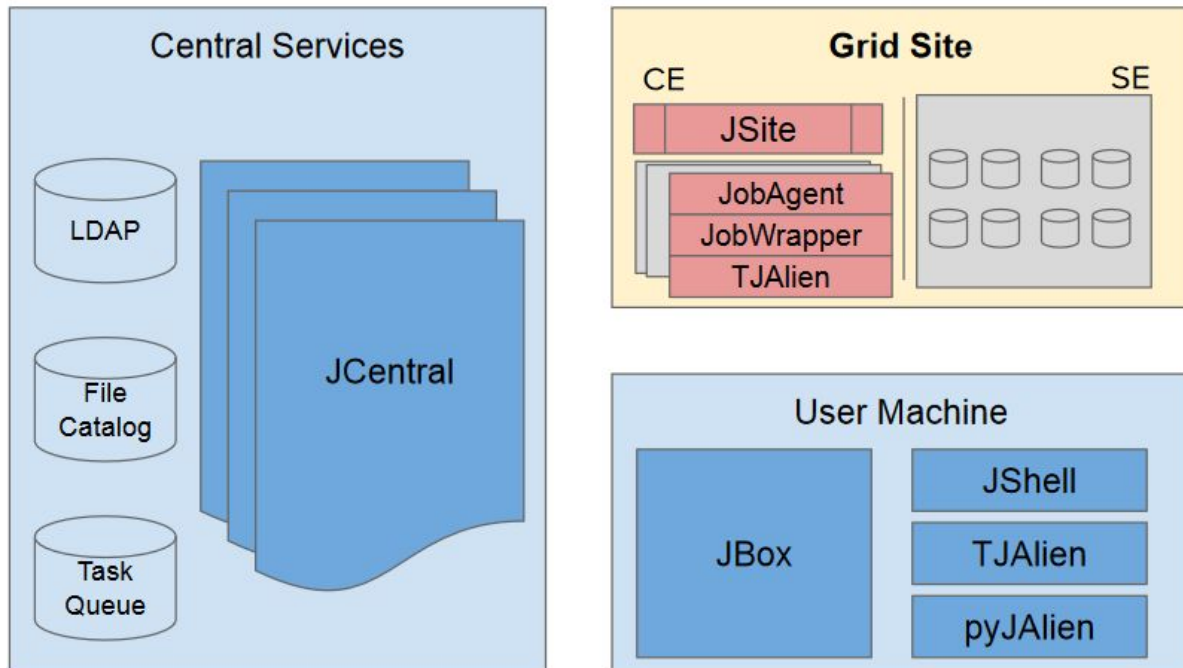 Central Services
LDAP
File
Catalog
Task
Queue
JCentral
Grid Site
CE
SE
JSite
JobAgent
JobWrapper
TJAlien
User Machine
JBox
JShell
TJAlien
pyJAlien